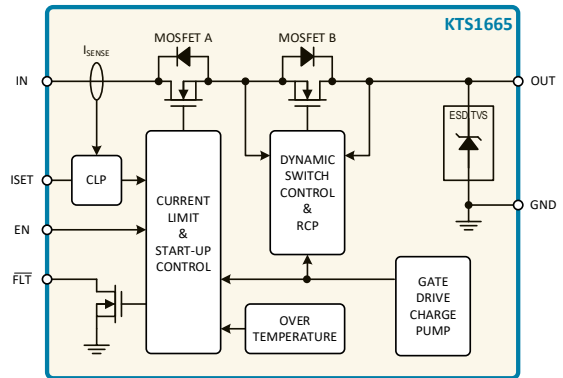 KTS1665
MOSFET A
MOSFET B
ISENSE
IN
OUT
ESD TVS
ISET
CLP
CURRENT
LIMIT
&
START-UP
CONTROL
DYNAMIC
SWITCH
CONTROL
&
RCP
GND
EN
FLT
OVER
TEMPERATURE
GATE
DRIVE
CHARGE
PUMP